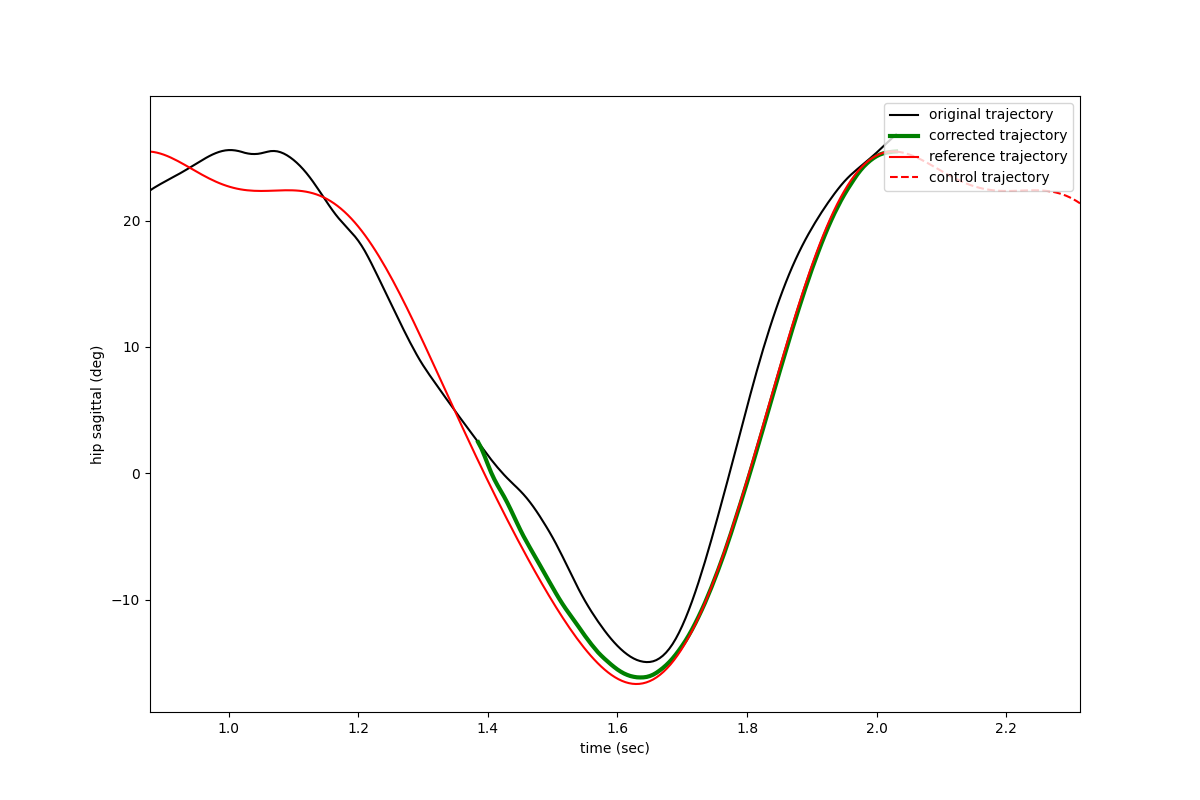 original trajectory
corrected trajectory
reference trajectory
control trajectory
20
10
0
−10
hip sagittal (deg)
1.0 1.2 1.4 1.6 1.8 2.0 2.2
time (sec)